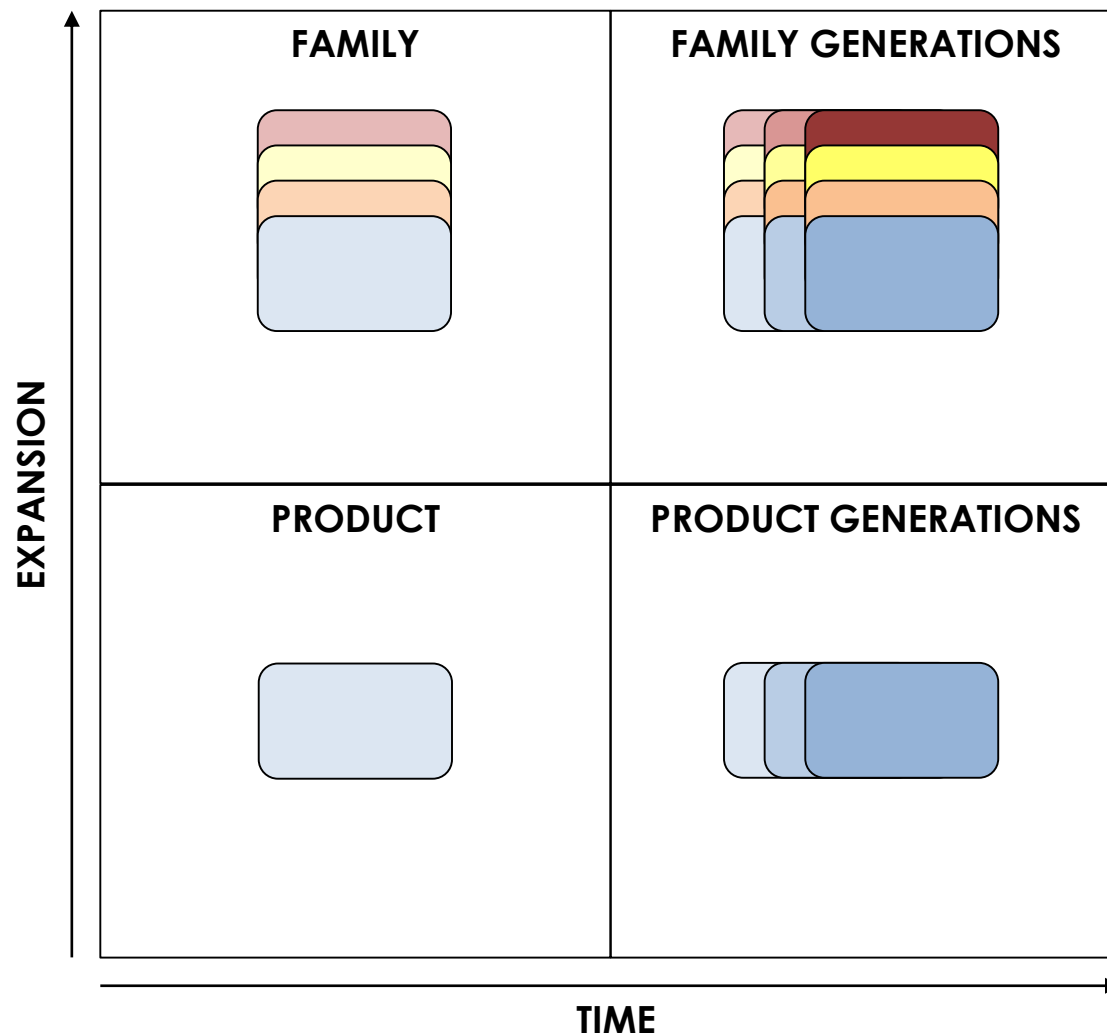 FAMILY
FAMILY GENERATIONS
EXPANSION
PRODUCT
PRODUCT GENERATIONS
TIME